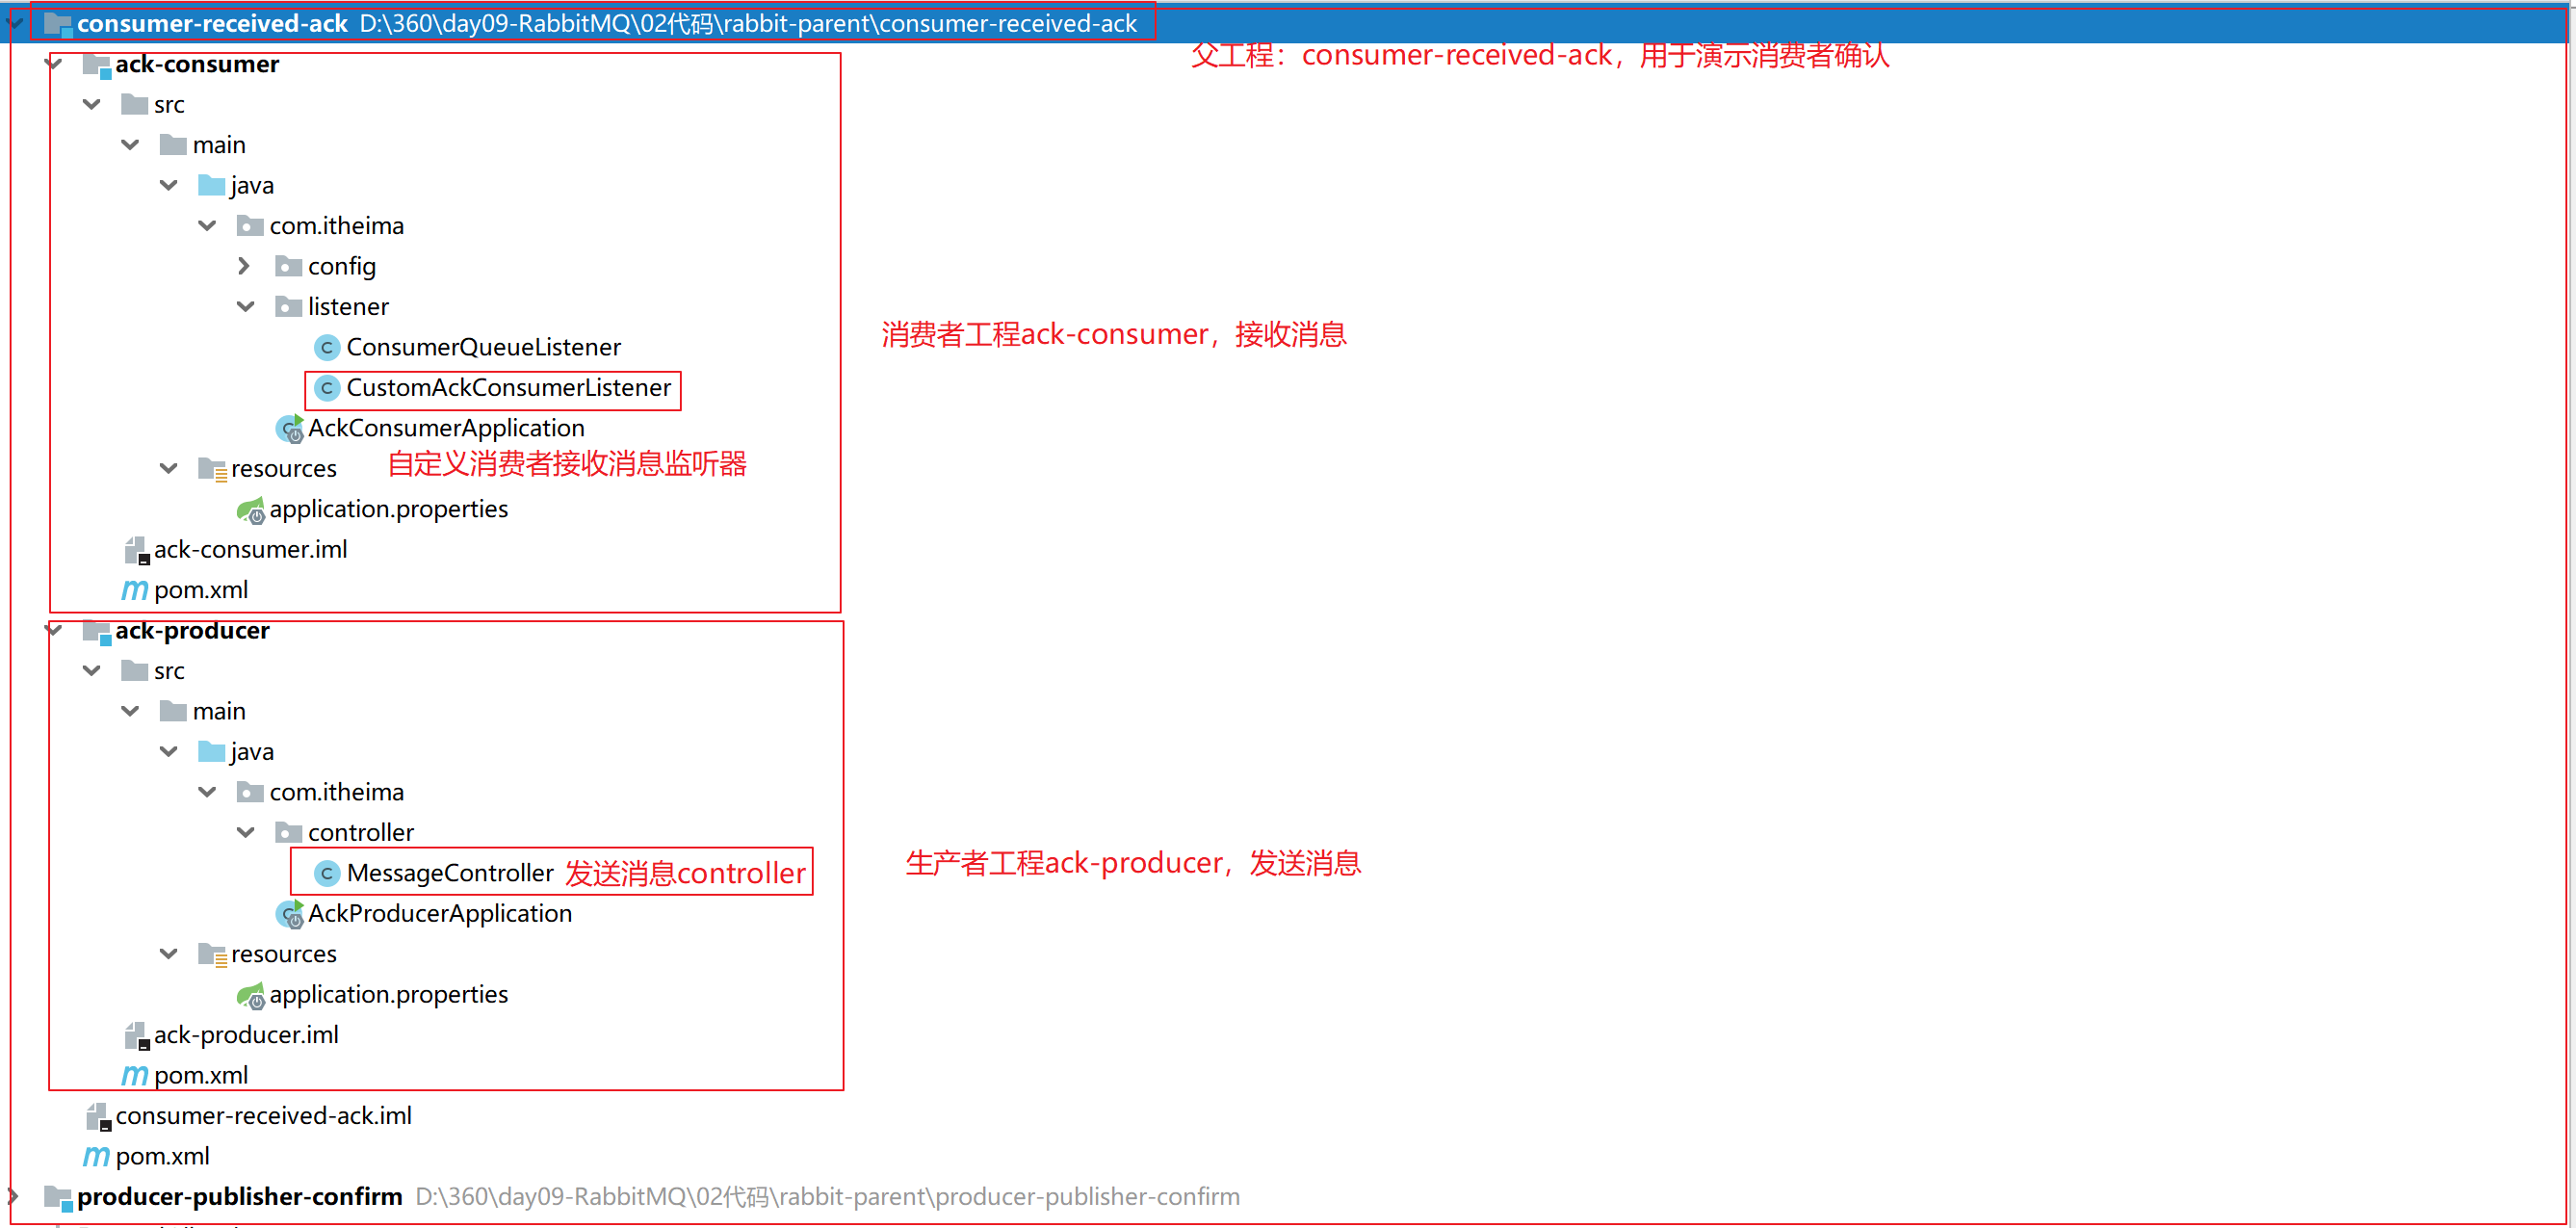 consumer-received-ack D:\360\day09-RabbitMQ\02代码\rabbit-parent\consumer-received-ack
父工程：consumer-received-ack，用于演示消费者确认
ack-consumer
src
main
java
com.itheima
config
listener
消费者工程ack-consumer，接收消息
ConsumerQueueListener
CustomAckConsumerListener
AckConsumerApplication
resources 自定义消费者接收消息监听器
application.properties
ack-consumer.iml
pom.xml
ack-producer
src
main
java
com.itheima
controller
MessageController 发送消息controller
生产者工程ack-producer，发送消息
AckProducerApplication
resources
application.properties
ack-producer.iml
pom.xml
consumer-received-ack.iml
pom.xml
producer-publisher-confirm D:\360\day09-RabbitMQ\02代码\rabbit-parent\producer-publisher-confirm